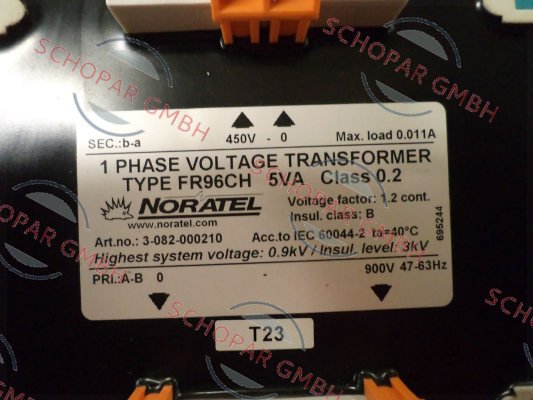 SEC.:b-a 450V - 0 Max. load 0.011A
1 PHASE VOLTAGE TRANSFORMER
TYPE FR96CH 5VA Class 0.2
NORATEL
www.noratel.com
Voltage factor: 1.2 cont.
Insul. class: B
Art.no.: 3-082-000210 Acc.to IEC 60044-2 ta=40°C
Highest system voltage: 0.9kV / Insul. level: 3kV
PRI.:A-B 0 - 900V 47-63Hz
695244
T23
SCHOPAR GMBH
SCHOPAR GMBH
SCHOPAR GMBH
SCHOPAR GMBH
SCHOPAR GMBH